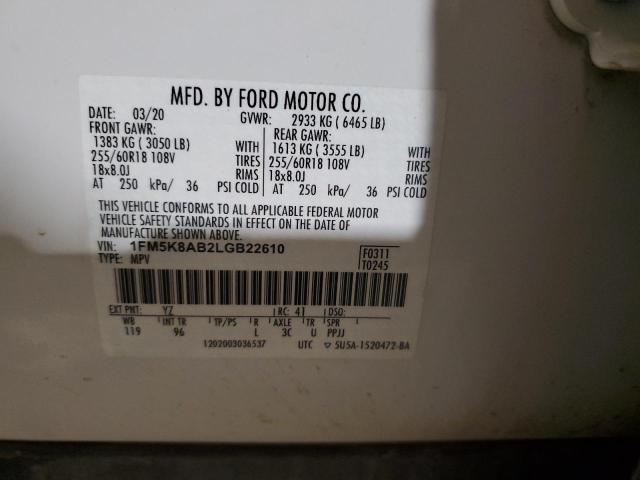 MFD. BY FORD MOTOR CO.
DATE: 03/20 GVWR: 2933 KG ( 6465 LB)
FRONT GAWR: REAR GAWR:
1383 KG ( 3050 LB) WITH 1613 KG ( 3555 LB) WITH
255/60R18 108V TIRES 255/60R18 108V TIRES
18x8.0J RIMS 18x8.0J RIMS
AT 250 kPa/ 36 PSI COLD AT 250 kPa/ 36 PSI COLD
THIS VEHICLE CONFORMS TO ALL APPLICABLE FEDERAL MOTOR
VEHICLE SAFETY STANDARDS IN EFFECT ON THE DATE OF
MANUFACTURE SHOWN ABOVE.
VIN: 1FM5K8AB2LGB22610 F0311
TYPE: MPV T0245
EXT PNT: YZ RC: 41 DSO:
WB INT TR TP/PS R AXLE TR SPR
119 96 L 3C U PPJJ
1202003036537 UTC ▽ 5U5A-1520472-BA